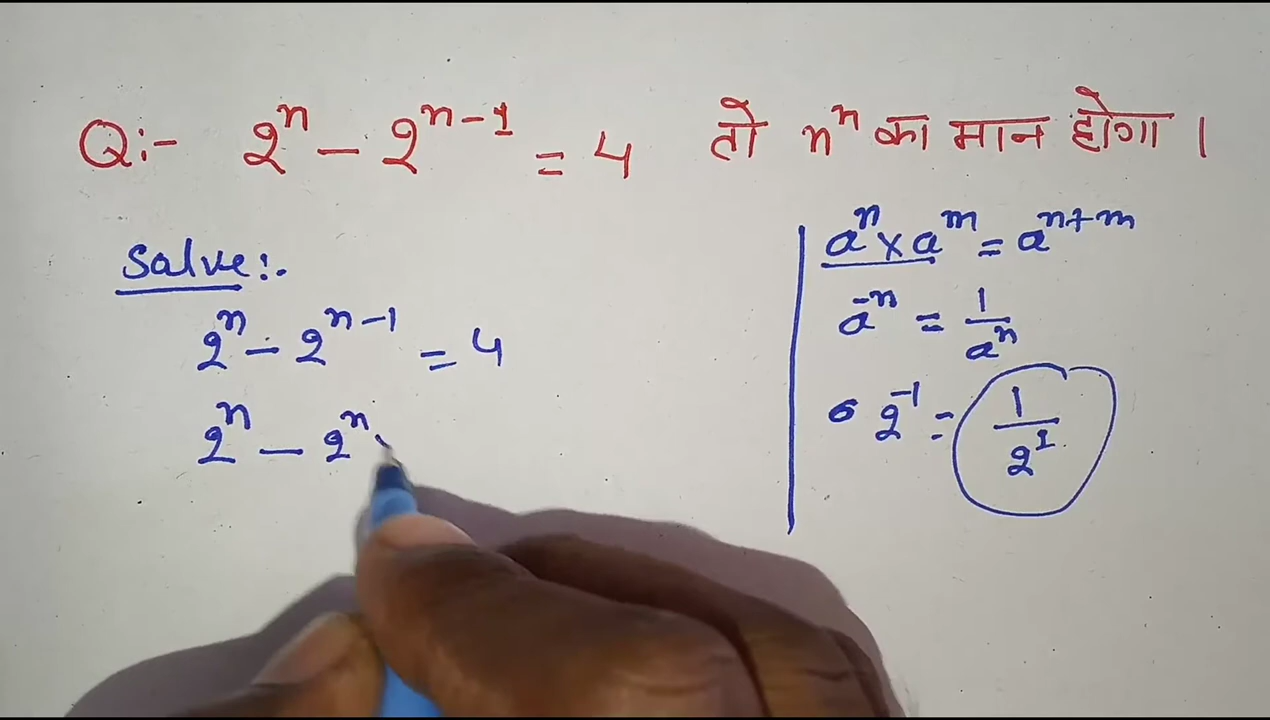 Q:- 2ⁿ - 2ⁿ⁻¹ = 4 तो nⁿ का मान होगा ।
Salve:.
2ⁿ - 2ⁿ⁻¹ = 4
2ⁿ - 2ⁿ
aⁿ × aᵐ = aⁿ⁺ᵐ
a⁻ⁿ = 1/aⁿ
2⁻¹ = 1/2¹